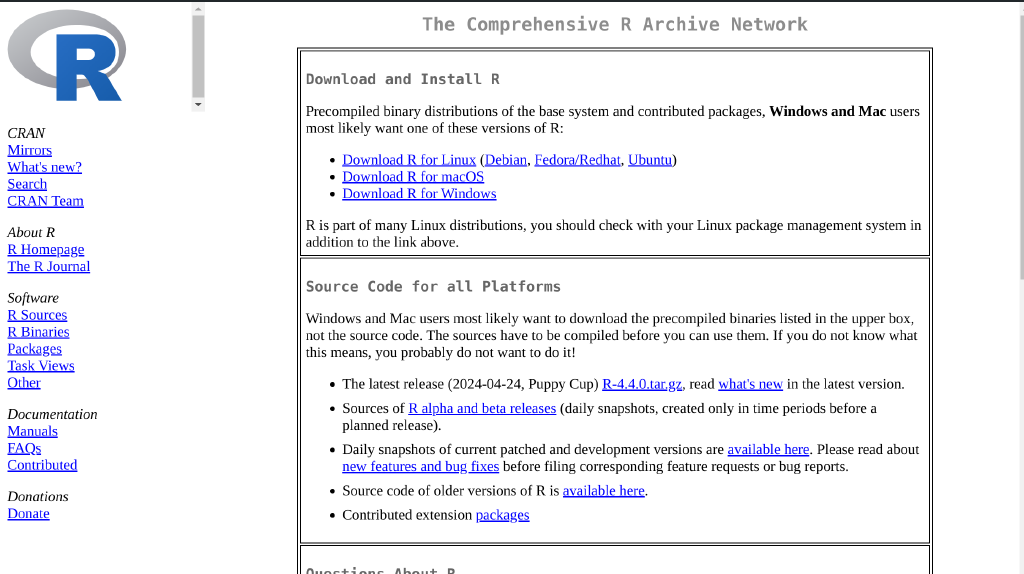 R
CRAN
Mirrors
What's new?
Search
CRAN Team
About R
R Homepage
The R Journal
Software
R Sources
R Binaries
Packages
Task Views
Other
Documentation
Manuals
FAQs
Contributed
Donations
Donate
The Comprehensive R Archive Network
Download and Install R
Precompiled binary distributions of the base system and contributed packages, Windows and Mac users
most likely want one of these versions of R:
• Download R for Linux (Debian, Fedora/Redhat, Ubuntu)
• Download R for macOS
• Download R for Windows
R is part of many Linux distributions, you should check with your Linux package management system in
addition to the link above.
Source Code for all Platforms
Windows and Mac users most likely want to download the precompiled binaries listed in the upper box,
not the source code. The sources have to be compiled before you can use them. If you do not know what
this means, you probably do not want to do it!
• The latest release (2024-04-24, Puppy Cup) R-4.4.0.tar.gz, read what's new in the latest version.
• Sources of R alpha and beta releases (daily snapshots, created only in time periods before a
planned release).
• Daily snapshots of current patched and development versions are available here. Please read about
new features and bug fixes before filing corresponding feature requests or bug reports.
• Source code of older versions of R is available here.
• Contributed extension packages
Questions About R